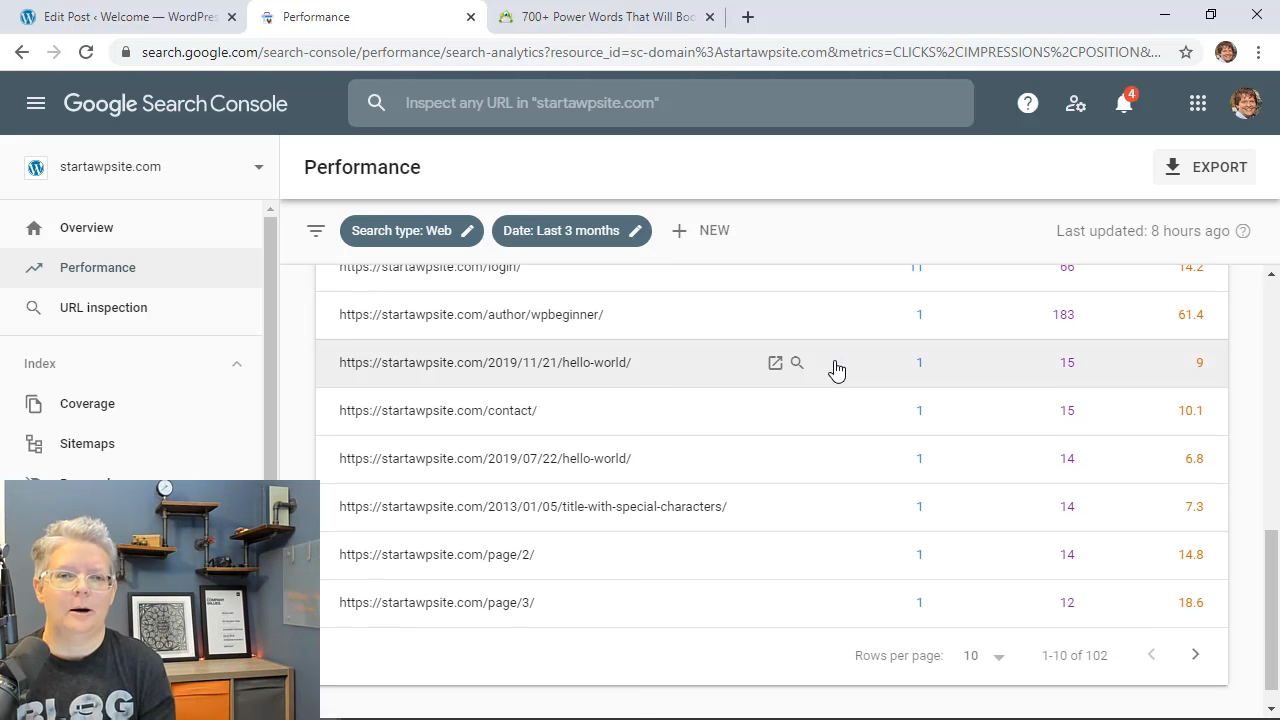 Edit Post ‹ Welcome — WordPres
Performance
700+ Power Words That Will Boo
search.google.com/search-console/performance/search-analytics?resource_id=sc-domain%3Astartawpsite.com&metrics=CLICKS%2CIMPRESSIONS%2CPOSITION&...
Google Search Console
Inspect any URL in "startawpsite.com"
4
startawpsite.com
Performance
EXPORT
Overview
Performance
URL inspection
Index
Coverage
Sitemaps
Search type: Web
Date: Last 3 months
NEW
Last updated: 8 hours ago
https://startawpsite.com/login/ 11 66 14.2
https://startawpsite.com/author/wpbeginner/ 1 183 61.4
https://startawpsite.com/2019/11/21/hello-world/ 1 15 9
https://startawpsite.com/contact/ 1 15 10.1
https://startawpsite.com/2019/07/22/hello-world/ 1 14 6.8
https://startawpsite.com/2013/01/05/title-with-special-characters/ 1 14 7.3
https://startawpsite.com/page/2/ 1 14 14.8
https://startawpsite.com/page/3/ 1 12 18.6
Rows per page: 10 1-10 of 102
COMPANY
VALUES.
BLOG